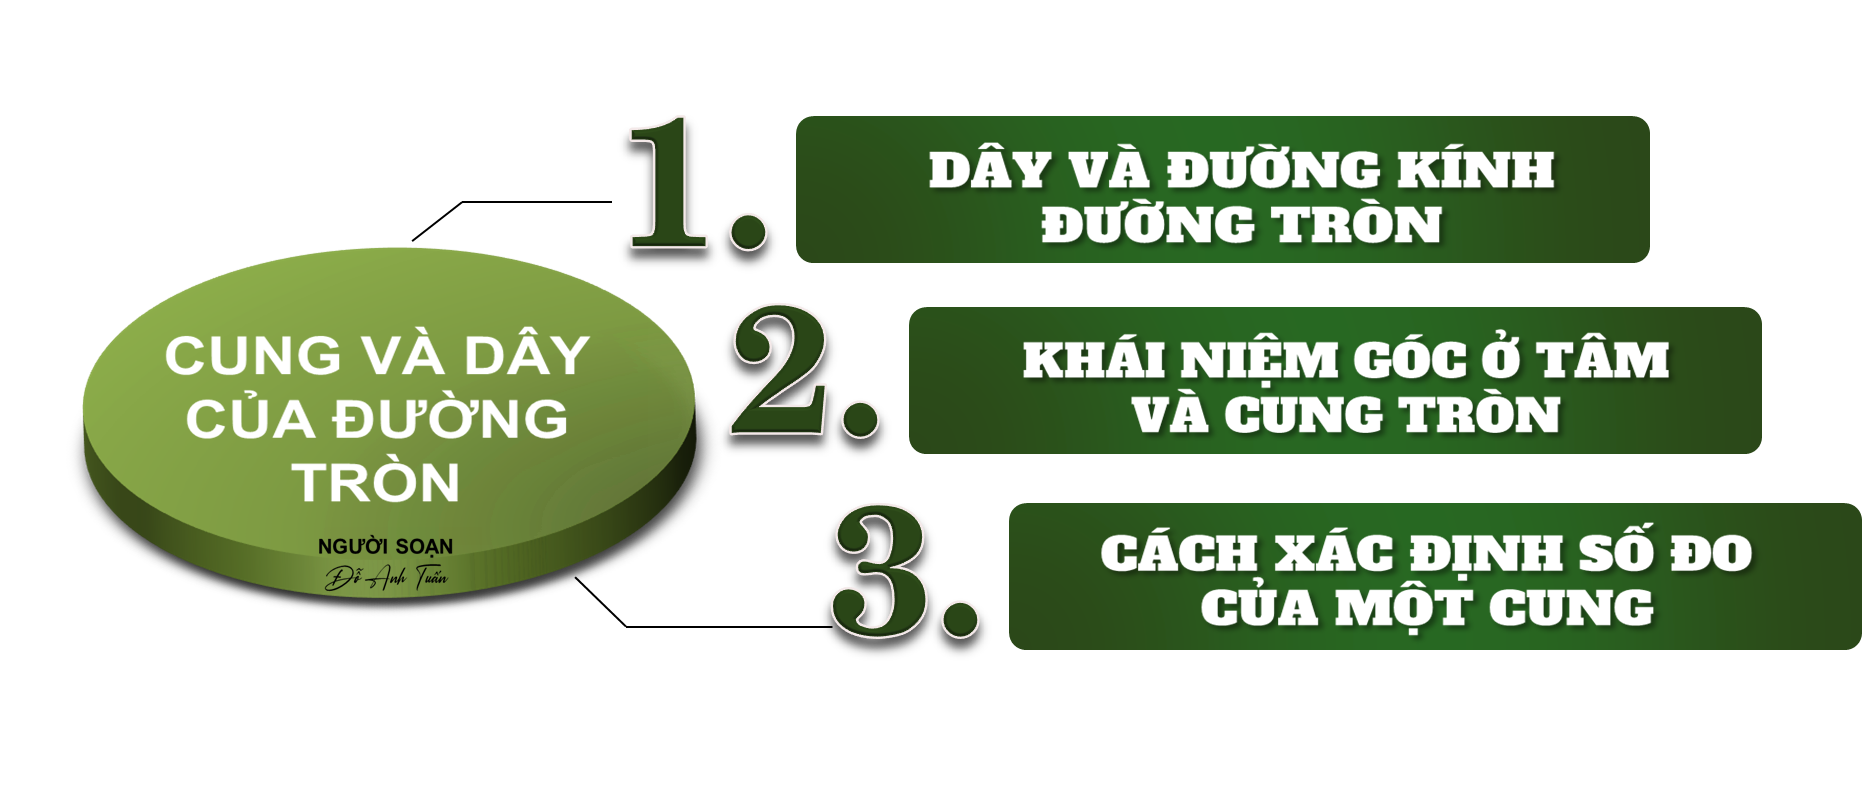 CUNG VÀ DÂY
CỦA ĐƯỜNG
TRÒN
NGƯỜI SOẠN
Đỗ Anh Tuấn
1.
DÂY VÀ ĐƯỜNG KÍNH
ĐƯỜNG TRÒN
2.
KHÁI NIỆM GÓC Ở TÂM
VÀ CUNG TRÒN
3.
CÁCH XÁC ĐỊNH SỐ ĐO
CỦA MỘT CUNG